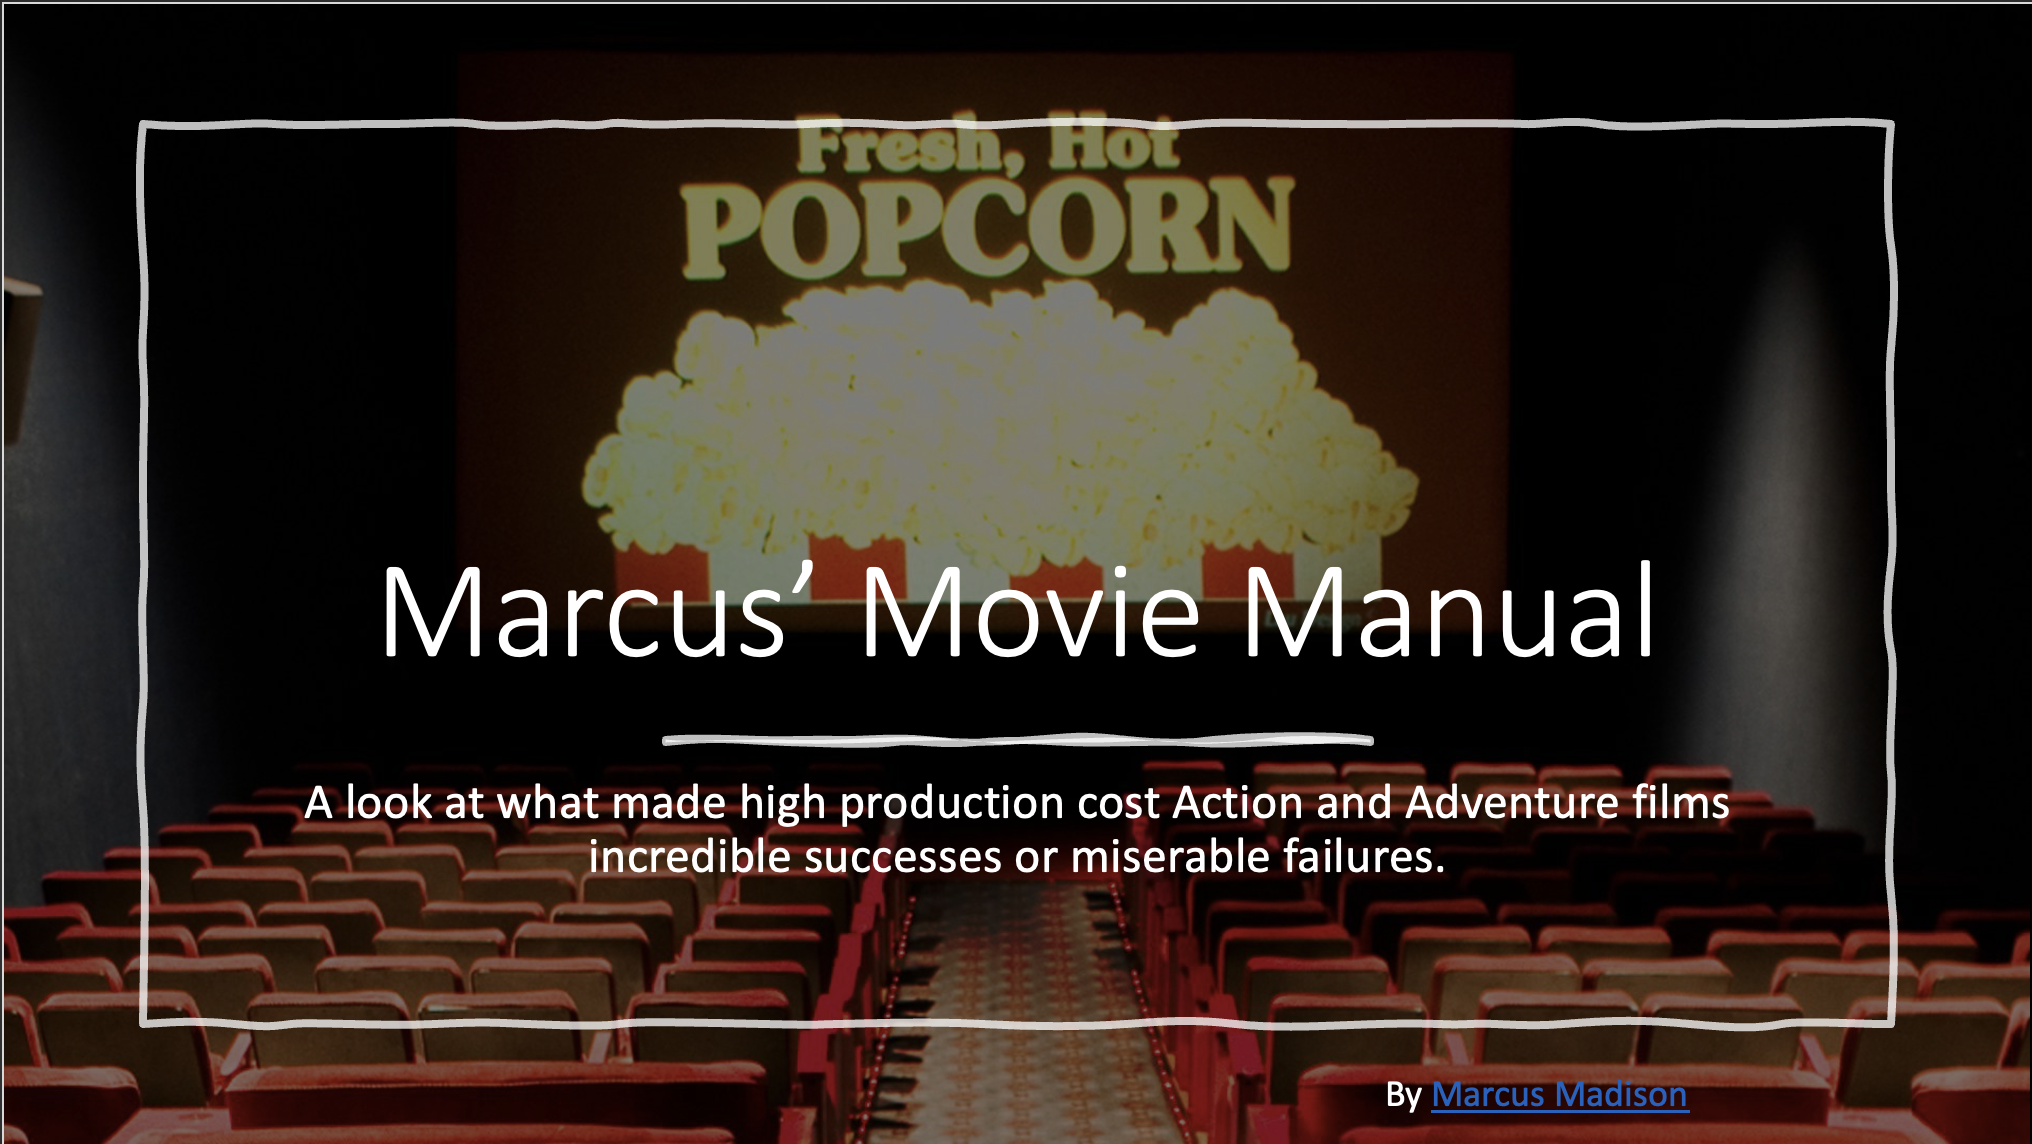 Fresh, Hot
POPCORN
Marcus’ Movie Manual
A look at what made high production cost Action and Adventure films
incredible successes or miserable failures.
By Marcus Madison